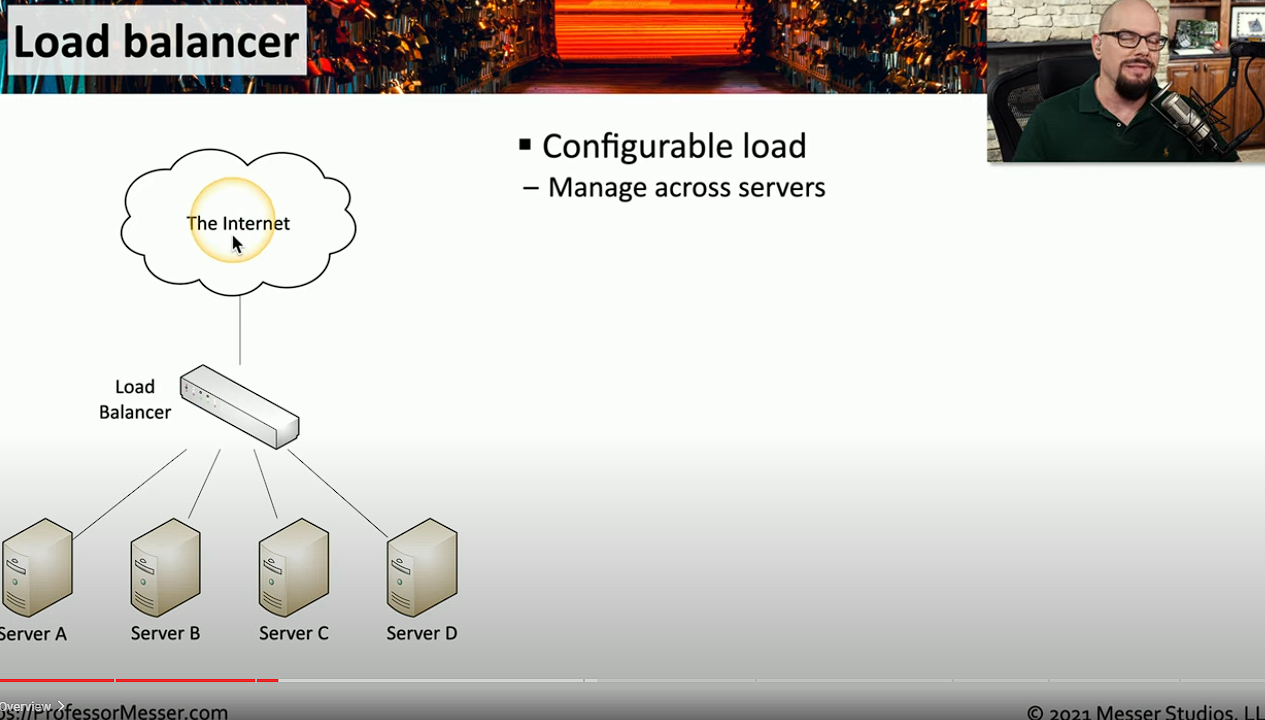 Load balancer
■ Configurable load
– Manage across servers
The Internet
Load
Balancer
Server A
Server B
Server C
Server D
Overview
ps://ProfessorMesser.com
© 2021 Messer Studios, LL